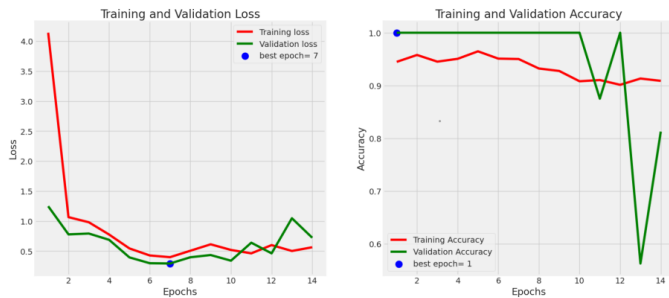 Training and Validation Loss
Training loss
Validation loss
best epoch= 7
4.0
3.5
3.0
2.5
2.0
1.5
1.0
0.5
Loss
2 4 6 8 10 12 14
Epochs
Training and Validation Accuracy
1.0
0.9
0.8
0.7
0.6
Accuracy
Training Accuracy
Validation Accuracy
best epoch= 1
2 4 6 8 10 12 14
Epochs